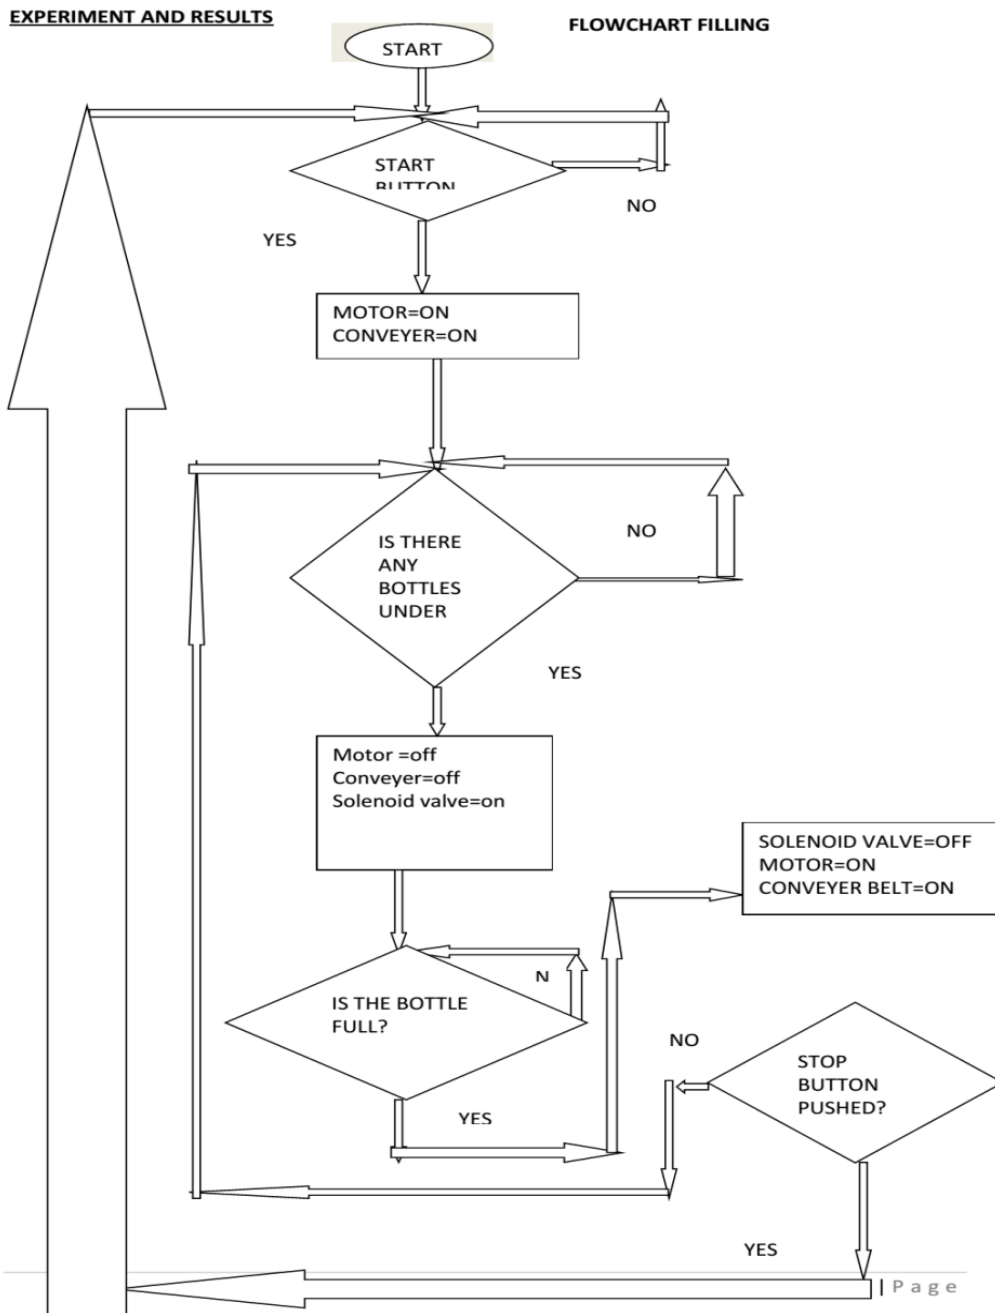 EXPERIMENT AND RESULTS
FLOWCHART FILLING
START
START
BUTTON
NO
YES
MOTOR=ON
CONVEYER=ON
IS THERE
ANY
BOTTLES
UNDER
NO
YES
Motor =off
Conveyer=off
Solenoid valve=on
SOLENOID VALVE=OFF
MOTOR=ON
CONVEYER BELT=ON
N
IS THE BOTTLE
FULL?
YES
NO
STOP
BUTTON
PUSHED?
YES
| Page